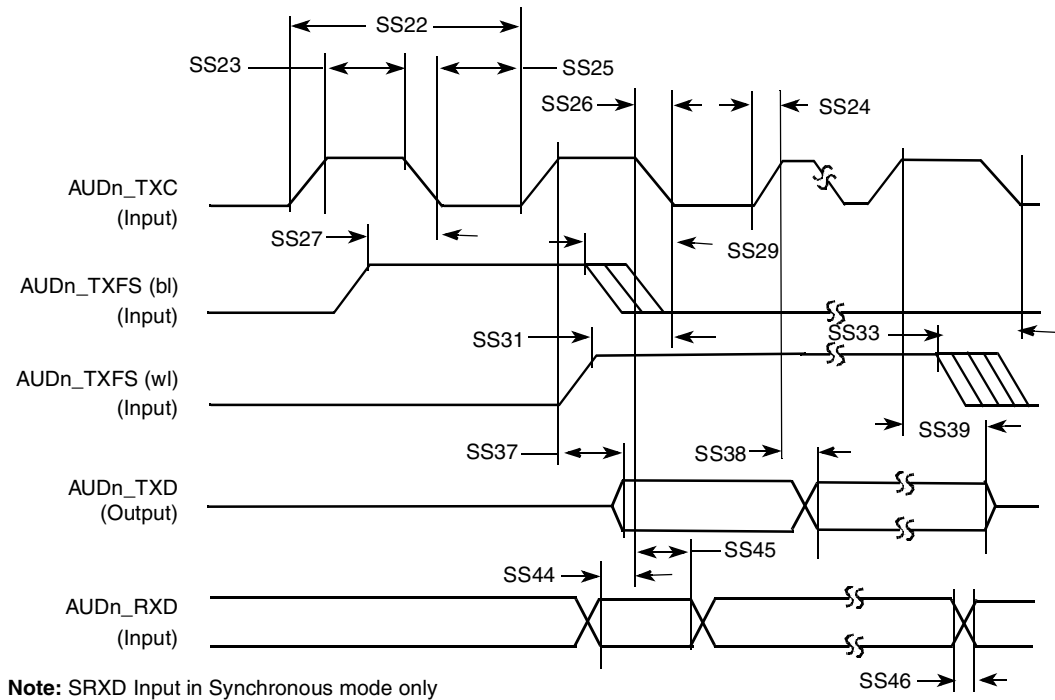 SS22
SS23
SS25
SS26
SS24
AUDn_TXC
(Input)
SS27
SS29
AUDn_TXFS (bl)
(Input)
SS31
SS33
AUDn_TXFS (wl)
(Input)
SS39
SS37
SS38
AUDn_TXD
(Output)
SS45
SS44
AUDn_RXD
(Input)
SS46
Note: SRXD Input in Synchronous mode only